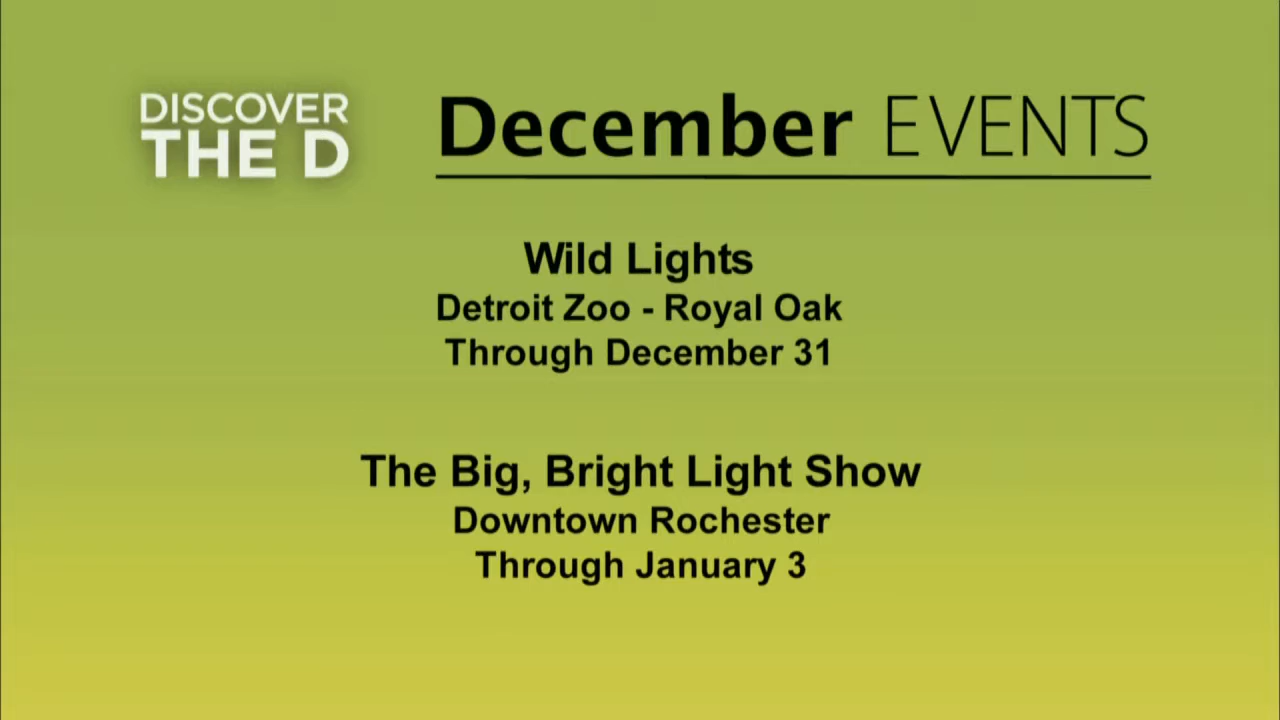 DISCOVER
THE D
December EVENTS
Wild Lights
Detroit Zoo - Royal Oak
Through December 31
The Big, Bright Light Show
Downtown Rochester
Through January 3